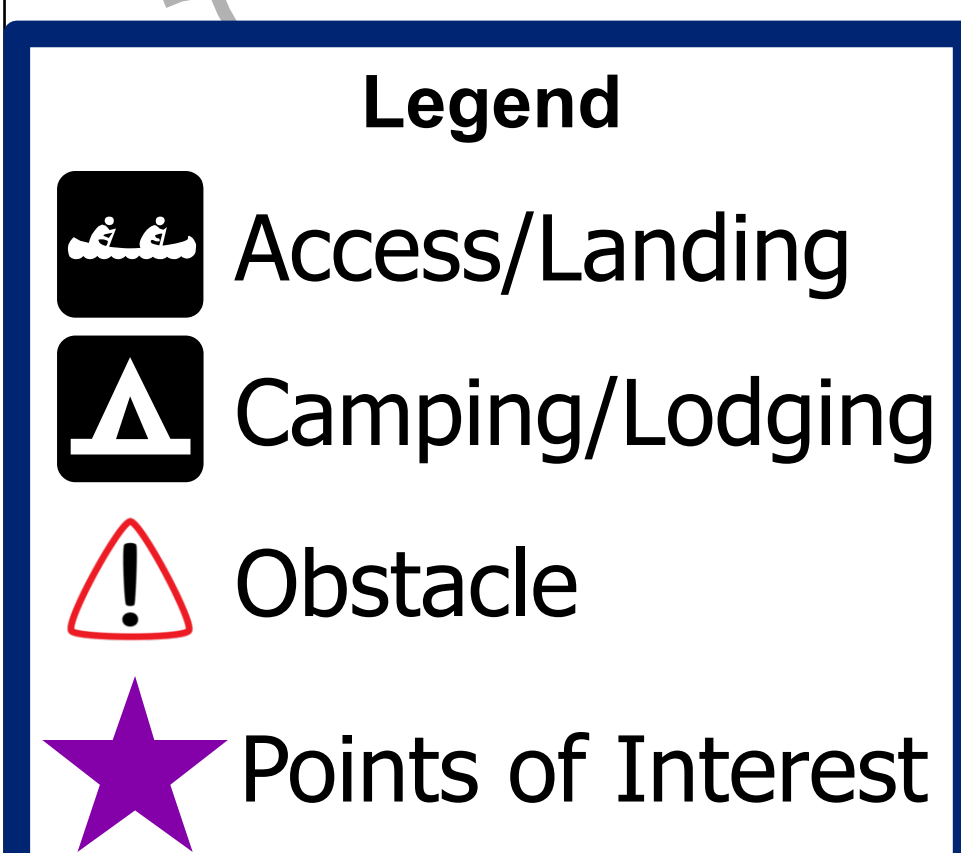 Legend
Access/Landing
Camping/Lodging
Obstacle
Points of Interest